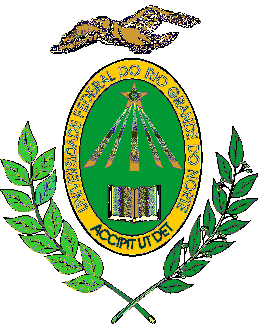 UNIVERSIDADE FEDERAL DO RIO GRANDE DO NORTE
ACCIPIT UT DET